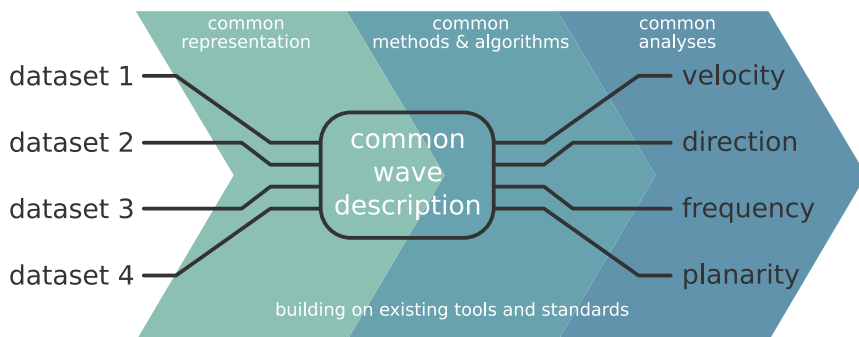 common
representation
common
methods & algorithms
common
analyses
dataset 1
dataset 2
dataset 3
dataset 4
common
wave
description
velocity
direction
frequency
planarity
building on existing tools and standards